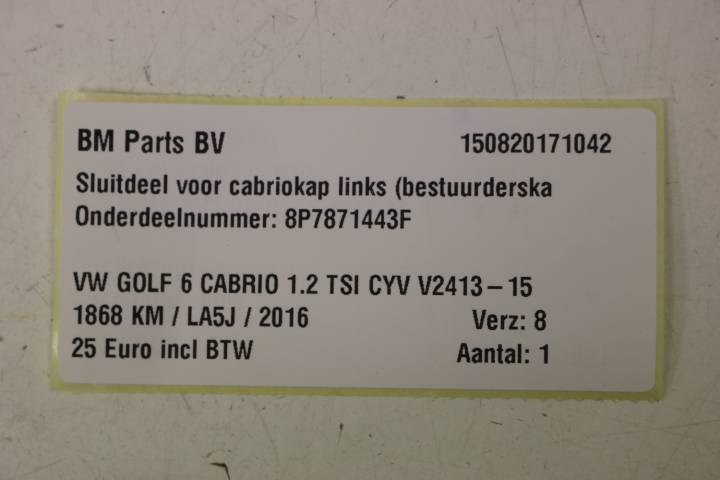 BM Parts BV 150820171042
Sluitdeel voor cabriokap links (bestuurderska
Onderdeelnummer: 8P7871443F
VW GOLF 6 CABRIO 1.2 TSI CYV V2413-15
1868 KM / LA5J / 2016 Verz: 8
25 Euro incl BTW Aantal: 1